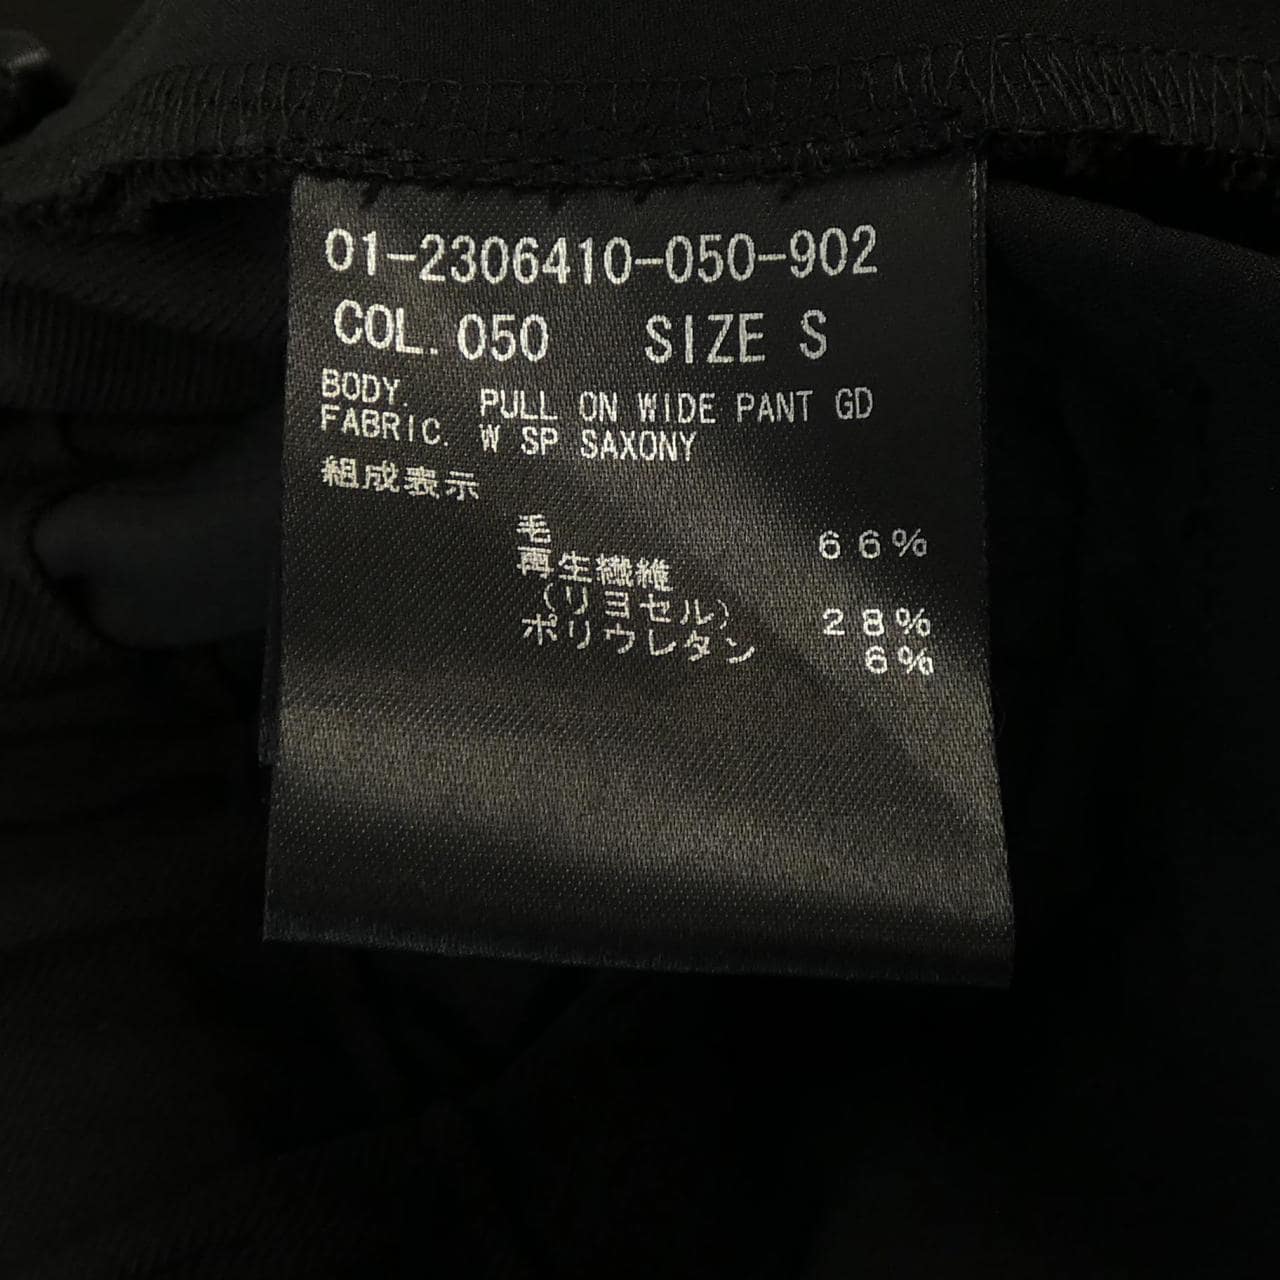 01-2306410-050-902
COL. 050 SIZE S
BODY. PULL ON WIDE PANT GD
FABRIC. W SP SAXONY
組成表示
毛 66%
再生繊維
(リヨセル) 28%
ポリウレタン 6%